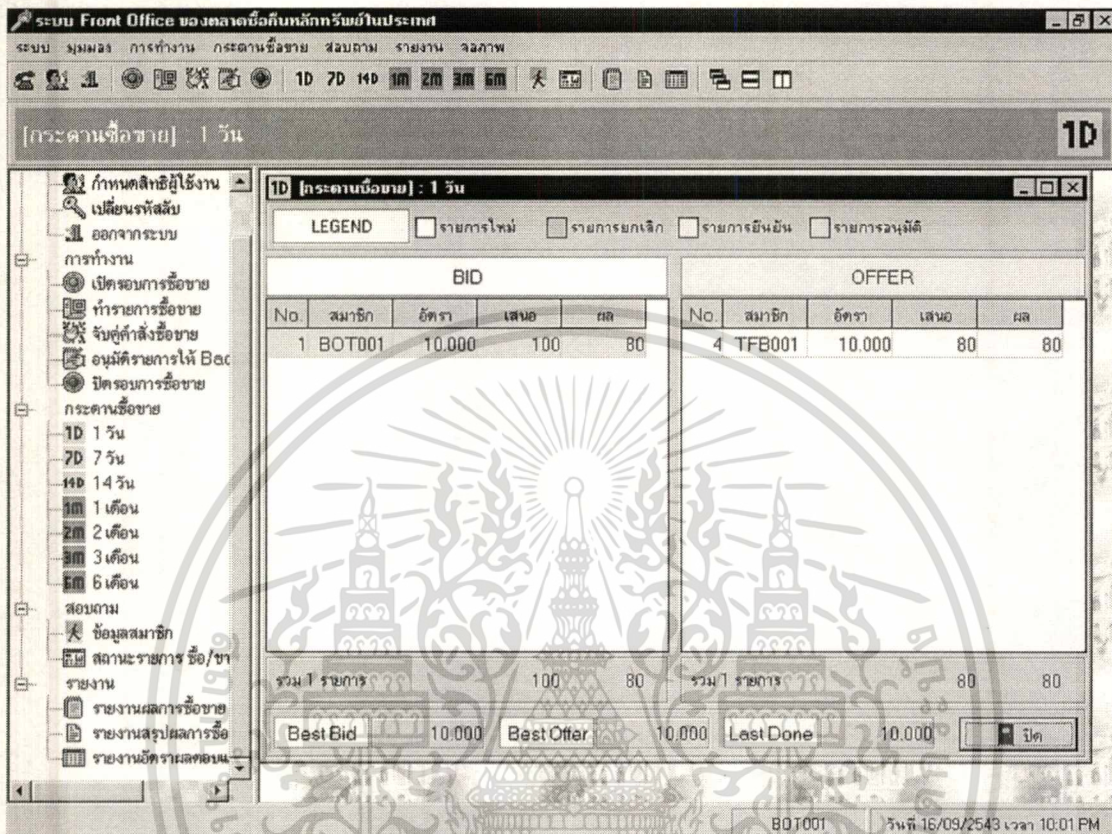 ระบบ Front Office ของตลาดซื้อคืนหลักทรัพย์ในประเทศ
ระบบ มุมมอง การทำงาน กระดานซื้อขาย สอบถาม รายงาน จอภาพ
1D 7D 14D 1m 2m 3m 6m
[กระดานซื้อขาย] : 1 วัน 1D
กำหนดสิทธิผู้ใช้งาน
เปลี่ยนรหัสลับ
ออกจากระบบ
การทำงาน
เปิดรอบการซื้อขาย
ทำรายการซื้อขาย
จับคู่คำสั่งซื้อขาย
อนุมัติรายการให้ Bac
ปิดรอบการซื้อขาย
กระดานซื้อขาย
1D 1 วัน
7D 7 วัน
14D 14 วัน
1m 1 เดือน
2m 2 เดือน
3m 3 เดือน
6m 6 เดือน
สอบถาม
ข้อมูลสมาชิก
สถานะรายการ ซื้อ/ขา
รายงาน
รายงานผลการซื้อขาย
รายงานสรุปผลการซื้อ
รายงานอัตราผลตอบแ
1D [กระดานซื้อขาย] : 1 วัน
LEGEND รายการใหม่ รายการยกเลิก รายการยืนยัน รายการอนุมัติ
BID
No. สมาชิก อัตรา เสนอ ผล
1 BOT001 10.000 100 80
OFFER
No. สมาชิก อัตรา เสนอ ผล
4 TFB001 10.000 80 80
รวม 1 รายการ 100 80
รวม 1 รายการ 80 80
Best Bid 10.000 Best Offer 10.000 Last Done 10.000 ปิด
BOT001 วันที่ 16/09/2543 เวลา 10:01 PM